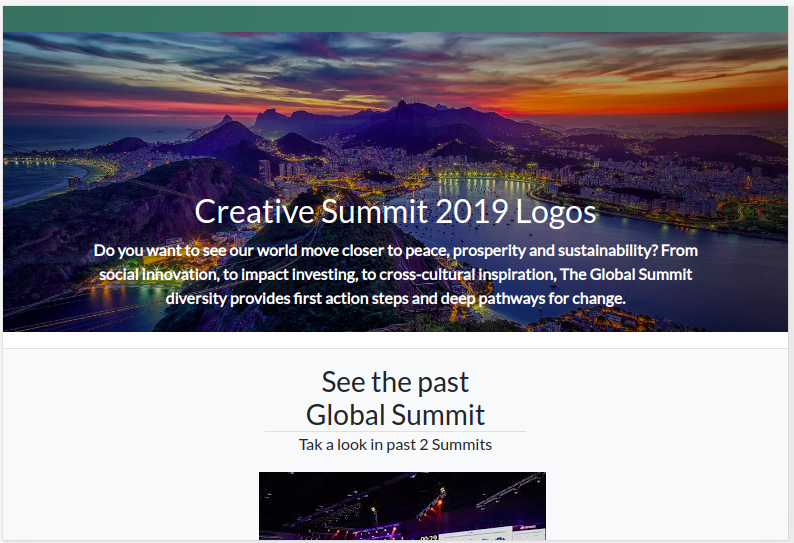 Creative Summit 2019 Logos
Do you want to see our world move closer to peace, prosperity and sustainability? From
social innovation, to impact investing, to cross-cultural inspiration, The Global Summit
diversity provides first action steps and deep pathways for change.
See the past
Global Summit
Tak a look in past 2 Summits
00:29